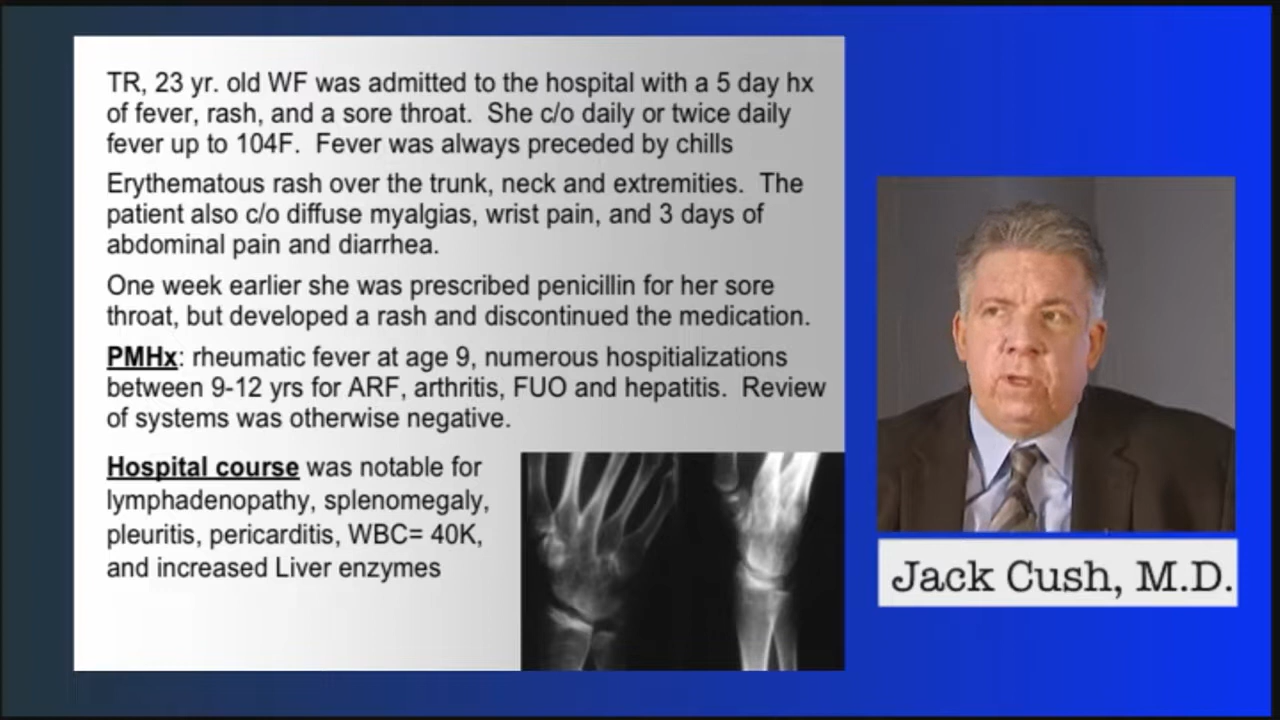 TR, 23 yr. old WF was admitted to the hospital with a 5 day hx
of fever, rash, and a sore throat.  She c/o daily or twice daily
fever up to 104F.  Fever was always preceded by chills
Erythematous rash over the trunk, neck and extremities.  The
patient also c/o diffuse myalgias, wrist pain, and 3 days of
abdominal pain and diarrhea.
One week earlier she was prescribed penicillin for her sore
throat, but developed a rash and discontinued the medication.
PMHx: rheumatic fever at age 9, numerous hospitializations
between 9-12 yrs for ARF, arthritis, FUO and hepatitis.  Review
of systems was otherwise negative.
Hospital course was notable for
lymphadenopathy, splenomegaly,
pleuritis, pericarditis, WBC= 40K,
and increased Liver enzymes
Jack Cush, M.D.